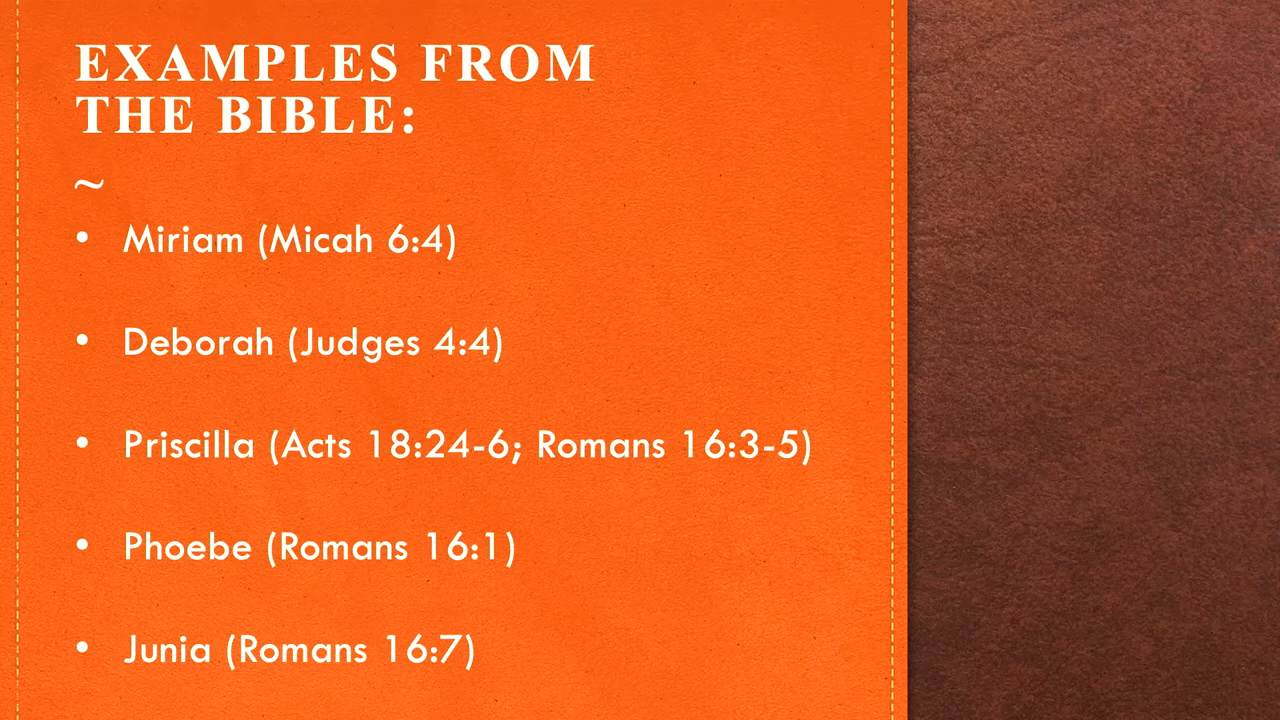 EXAMPLES FROM
THE BIBLE:
~
• Miriam (Micah 6:4)
• Deborah (Judges 4:4)
• Priscilla (Acts 18:24-6; Romans 16:3-5)
• Phoebe (Romans 16:1)
• Junia (Romans 16:7)